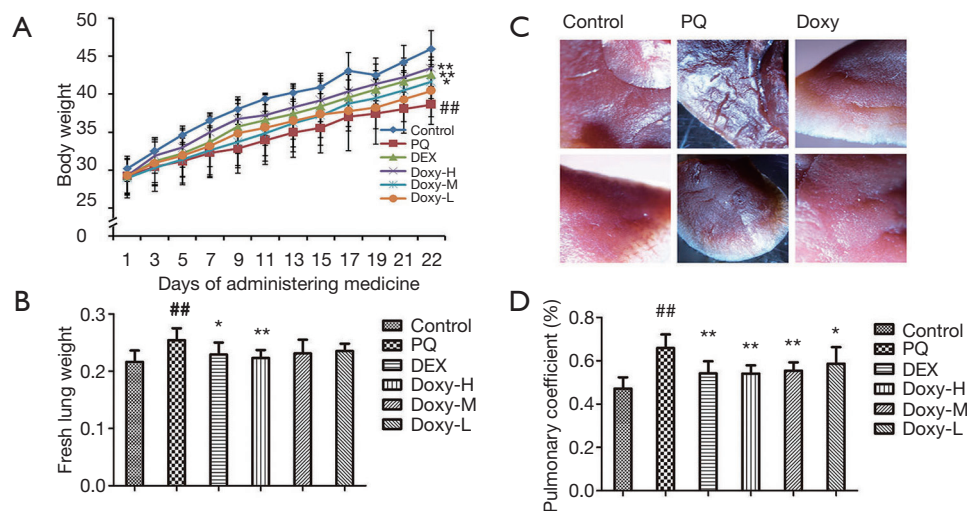 A
50
45
40
35
30
25
0
Body weight
**
**
*
##
Control
PQ
DEX
Doxy-H
Doxy-M
Doxy-L
1 3 5 7 9 11 13 15 17 19 21 22
Days of administering medicine
B
0.3
0.2
0.1
0.0
Fresh lung weight
## * **
Control
PQ
DEX
Doxy-H
Doxy-M
Doxy-L
C
Control PQ Doxy
D
0.8
0.6
0.4
0.2
0.0
Pulmonary coefficient (%)
## ** ** ** *
Control
PQ
DEX
Doxy-H
Doxy-M
Doxy-L